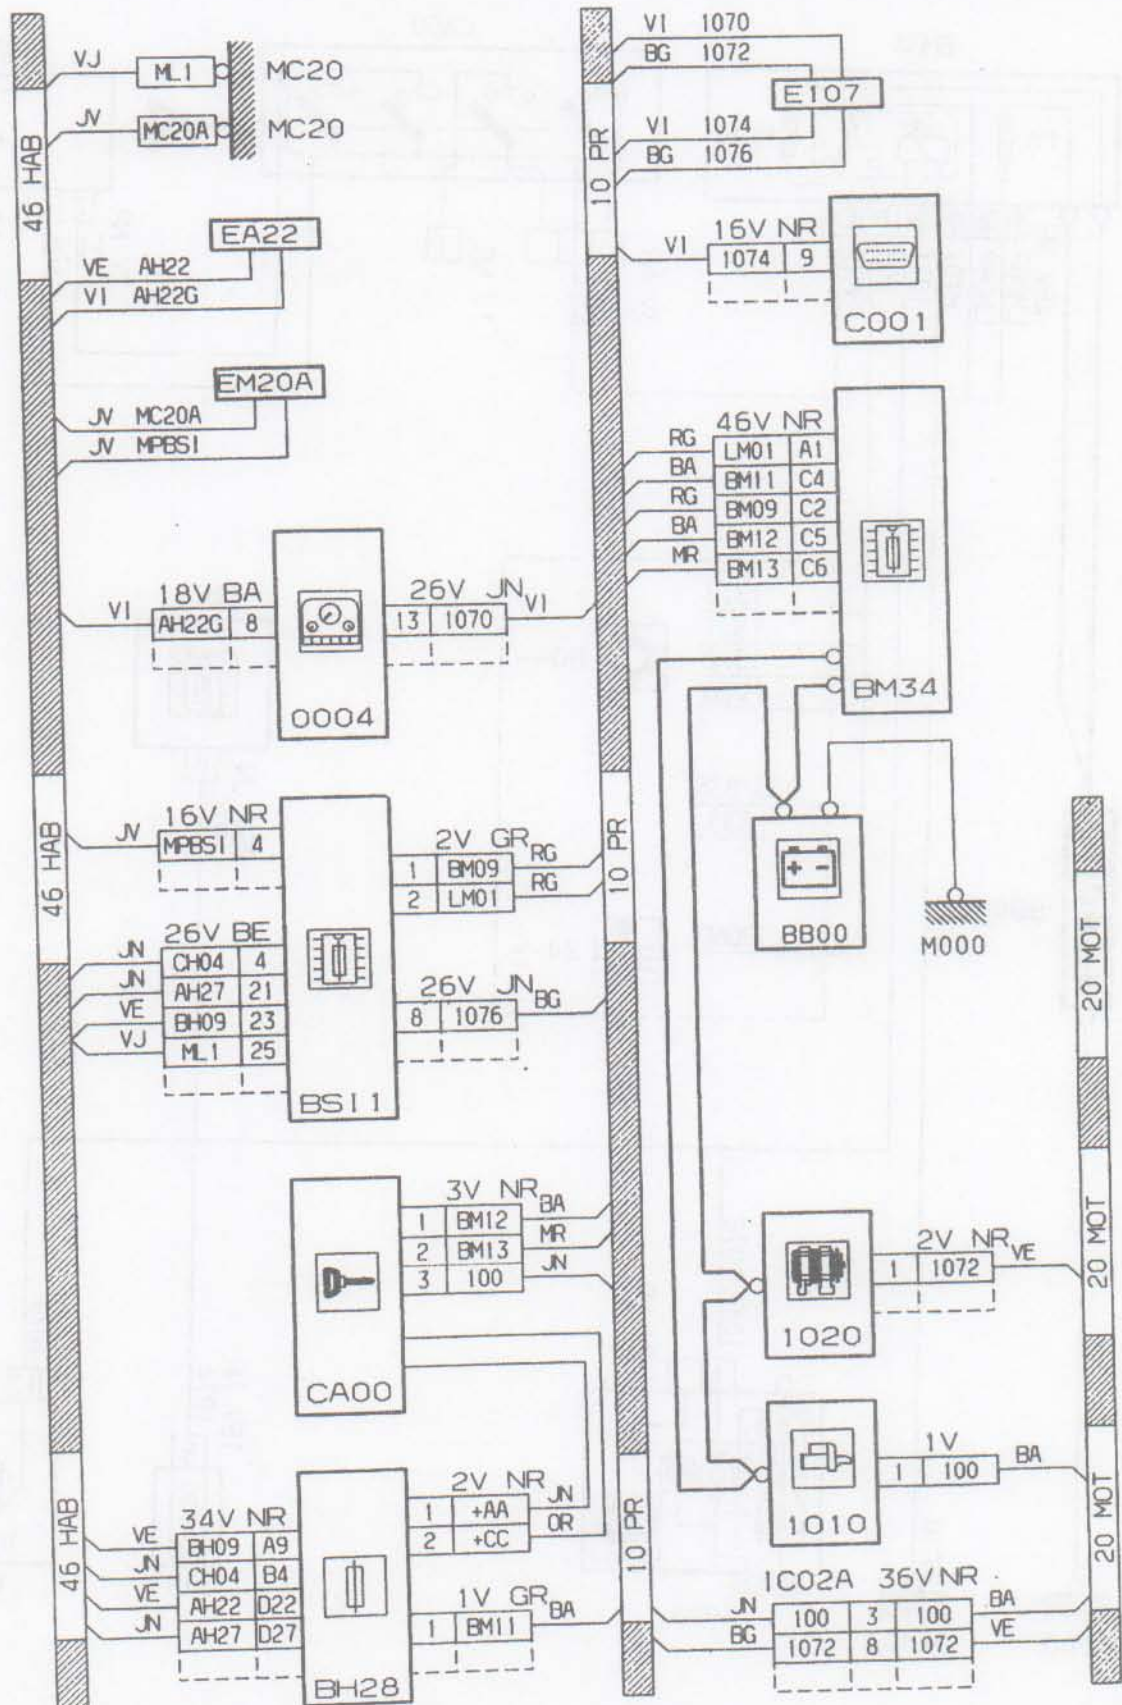 46 HAB
VJ ML1 MC20
JV MC20A MC20
EA22
VE AH22
VI AH22G
EM20A
JV MC20A
JV MPBSI
18V BA
VI AH22G 8
26V JN
13 1070 VI
0004
46 HAB
16V NR
JV MPBSI 4
2V GR
1 BM09 RG
2 LM01 RG
26V BE
JN CH04 4
JN AH27 21
VE BH09 23
VJ ML1 25
26V JN
8 1076 BG
BSI1
3V NR
1 BM12 BA
2 BM13 MR
3 100 JN
CA00
46 HAB
34V NR
VE BH09 A9
JN CH04 B4
VE AH22 D22
JN AH27 D27
2V NR
1 +AA JN
2 +CC OR
1V GR
1 BM11 BA
BH28
10 PR
VI 1070
BG 1072
E107
VI 1074
BG 1076
16V NR
VI 1074 9
C001
46V NR
RG LM01 A1
BA BM11 C4
RG BM09 C2
BA BM12 C5
MR BM13 C6
BM34
10 PR
+ -
BB00
M000
20 MOT
2V NR
1 1072 VE
1020
20 MOT
1V
1 100 BA
1010
10 PR
20 MOT
1C02A 36V NR
JN 100 3 100 BA
BG 1072 8 1072 VE